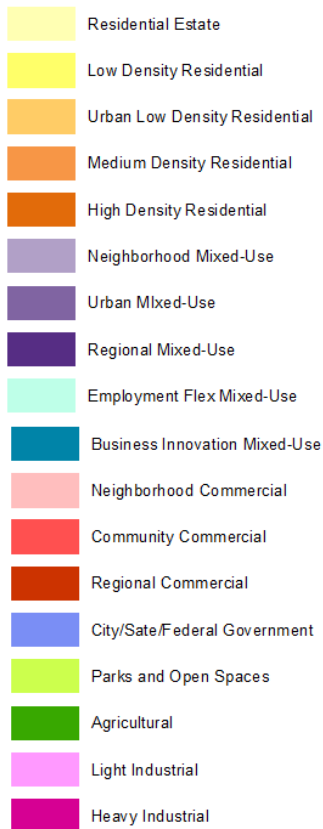 Residential Estate
Low Density Residential
Urban Low Density Residential
Medium Density Residential
High Density Residential
Neighborhood Mixed-Use
Urban MIxed-Use
Regional Mixed-Use
Employment Flex Mixed-Use
Business Innovation Mixed-Use
Neighborhood Commercial
Community Commercial
Regional Commercial
City/Sate/Federal Government
Parks and Open Spaces
Agricultural
Light Industrial
Heavy Industrial